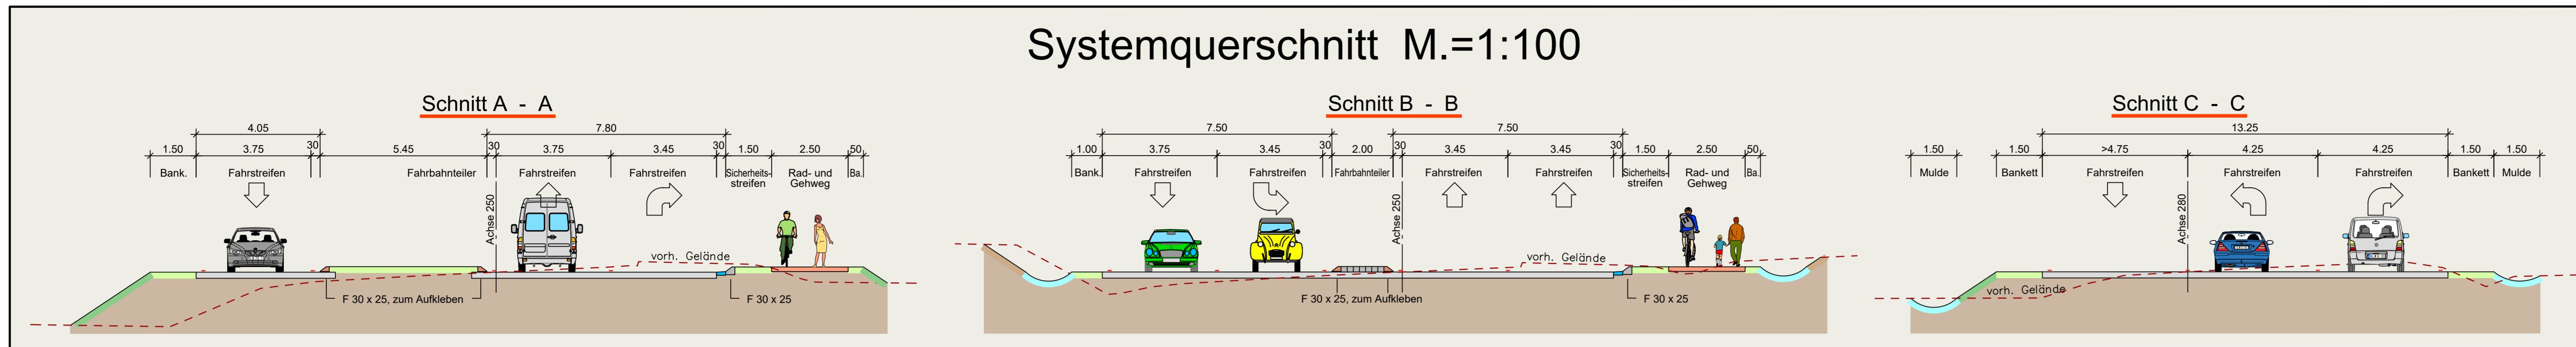 Systemquerschnitt M.=1:100
Schnitt A - A
4.05 7.80
1.50 3.75 30 5.45 30 3.75 3.45 30 1.50 2.50 50
Bank. Fahrstreifen Fahrbahnteiler Fahrstreifen Fahrstreifen Sicherheits- Rad- und Ba.
streifen Gehweg
Achse 250
vorh. Gelände
F 30 x 25, zum Aufkleben F 30 x 25
Schnitt B - B
7.50 7.50
1.00 3.75 3.45 30 2.00 30 3.45 3.45 30 1.50 2.50 50
Bank. Fahrstreifen Fahrstreifen Fahrbahnteiler Fahrstreifen Fahrstreifen Sicherheits- Rad- und Ba.
streifen Gehweg
Achse 250
vorh. Gelände
F 30 x 25, zum Aufkleben F 30 x 25
Schnitt C - C
13.25
1.50 1.50 >4.75 4.25 4.25 1.50 1.50
Mulde Bankett Fahrstreifen Fahrstreifen Fahrstreifen Bankett Mulde
Achse 280
vorh. Gelände